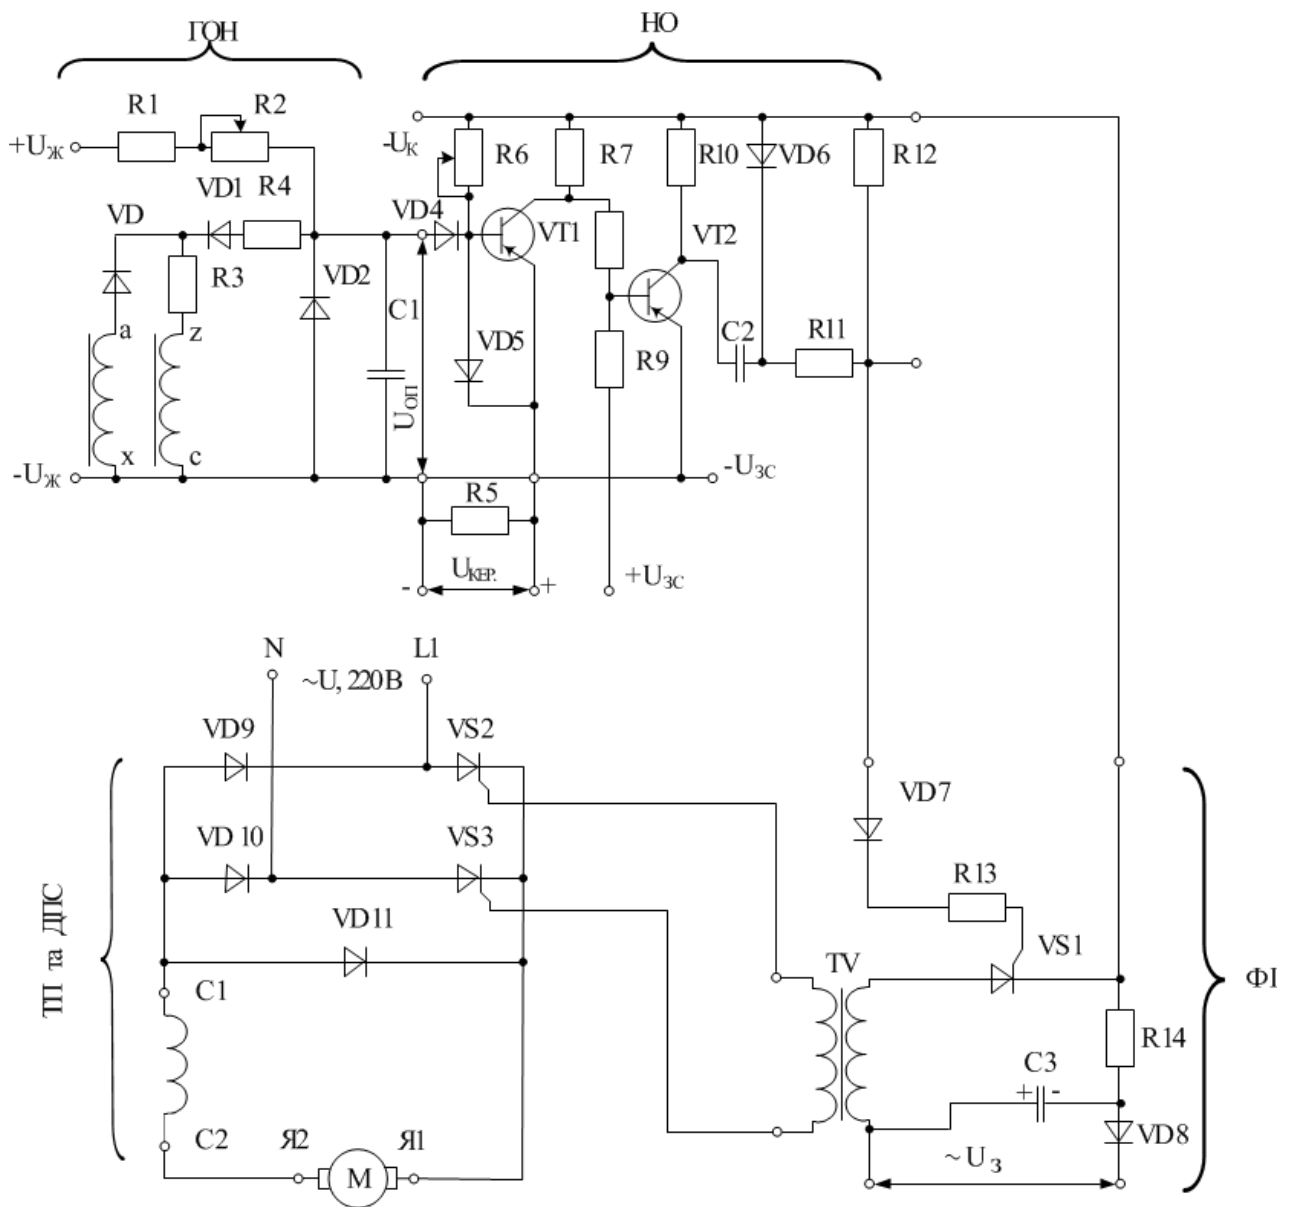 ГОН
НО
R1
R2
+UЖ
-UК
R6
R7
R10
VD6
R12
VD1
R4
VD
VD4
VT1
VT2
R3
VD2
C1
a
z
VD5
UОП
R9
C2
R11
x
c
-UЖ
-UЗС
R5
UКЕР.
-
+
+UЗС
N
L1
~U, 220В
VD9
VS2
VD 10
VS3
VD7
ТП та ДПС
VD11
R13
VS1
TV
ФІ
C1
R14
C3
+
-
C2
Я2
Я1
M
VD8
~UЗ